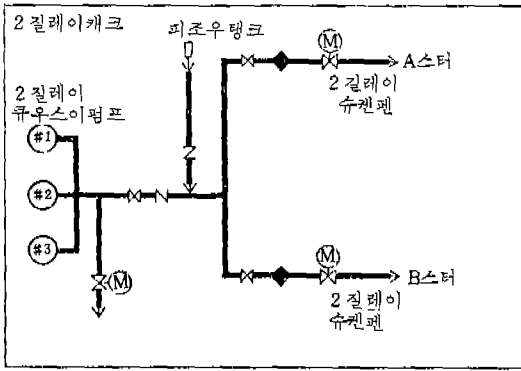 2 질레이캐크
피조우탱크
2 질레이
큐우스이펌프
#1
#2
#3
M
M
A스터
2 길레이
슈켄펜
M
B스터
2 질레이
슈켄펜